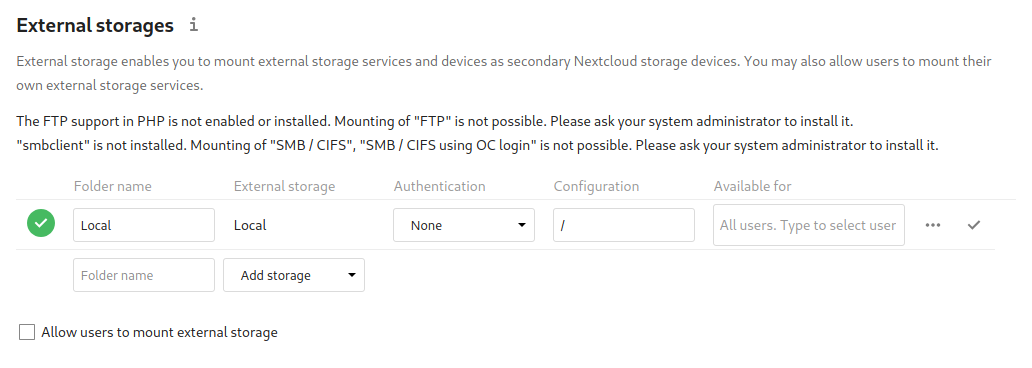 External storages i
External storage enables you to mount external storage services and devices as secondary Nextcloud storage devices. You may also allow users to mount their
own external storage services.
The FTP support in PHP is not enabled or installed. Mounting of "FTP" is not possible. Please ask your system administrator to install it.
"smbclient" is not installed. Mounting of "SMB / CIFS", "SMB / CIFS using OC login" is not possible. Please ask your system administrator to install it.
Folder name External storage Authentication Configuration Available for
Local Local None / All users. Type to select user
Folder name Add storage
Allow users to mount external storage